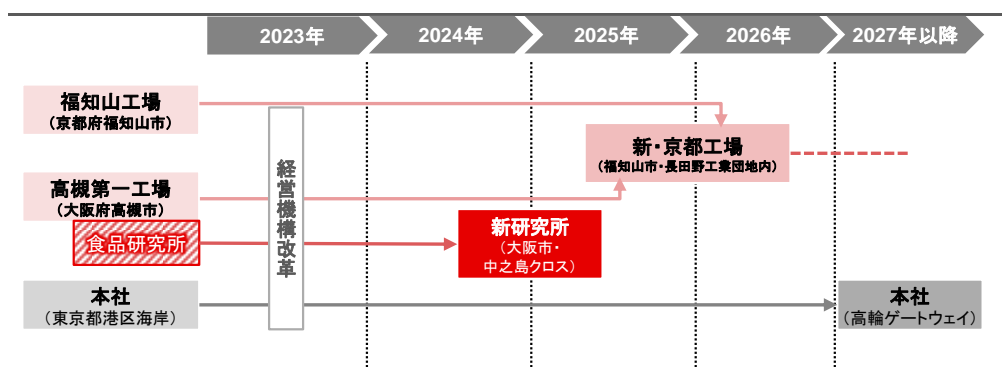 2023年
2024年
2025年
2026年
2027年以降
福知山工場
（京都府福知山市）
新・京都工場
（福知山市・長田野工業団地内）
経営機構改革
高槻第一工場
（大阪府高槻市）
食品研究所
新研究所
（大阪市・
中之島クロス）
本社
（東京都港区海岸）
本社
（高輪ゲートウェイ）